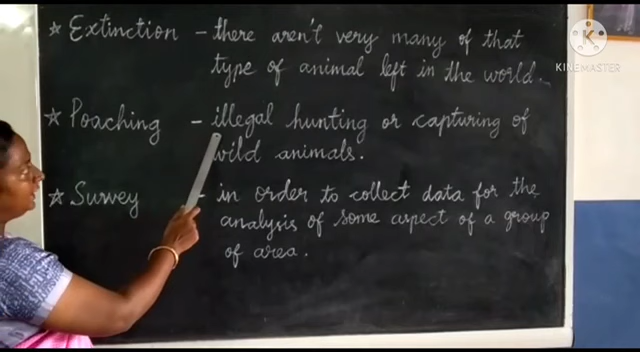 ★ Extinction - there aren't very many of that
type of animal left in the world.
★ Poaching - illegal hunting or capturing of
wild animals.
★ Survey - in order to collect data for the
analysis of some aspect of a group
of area.
K
KINEMASTER